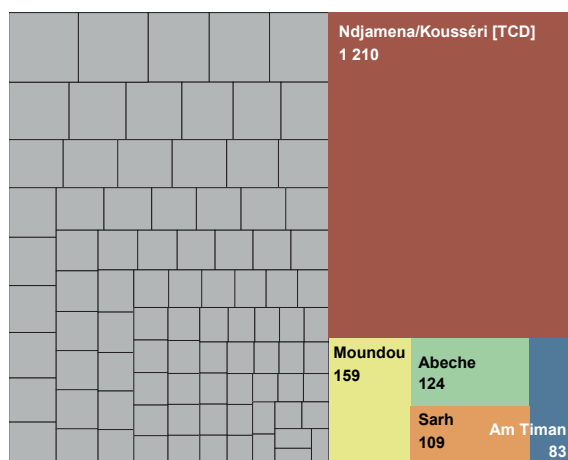 Ndjamena/Kousséri [TCD]
1 210
Moundou
159
Abeche
124
Sarh
109
Am Timan
83